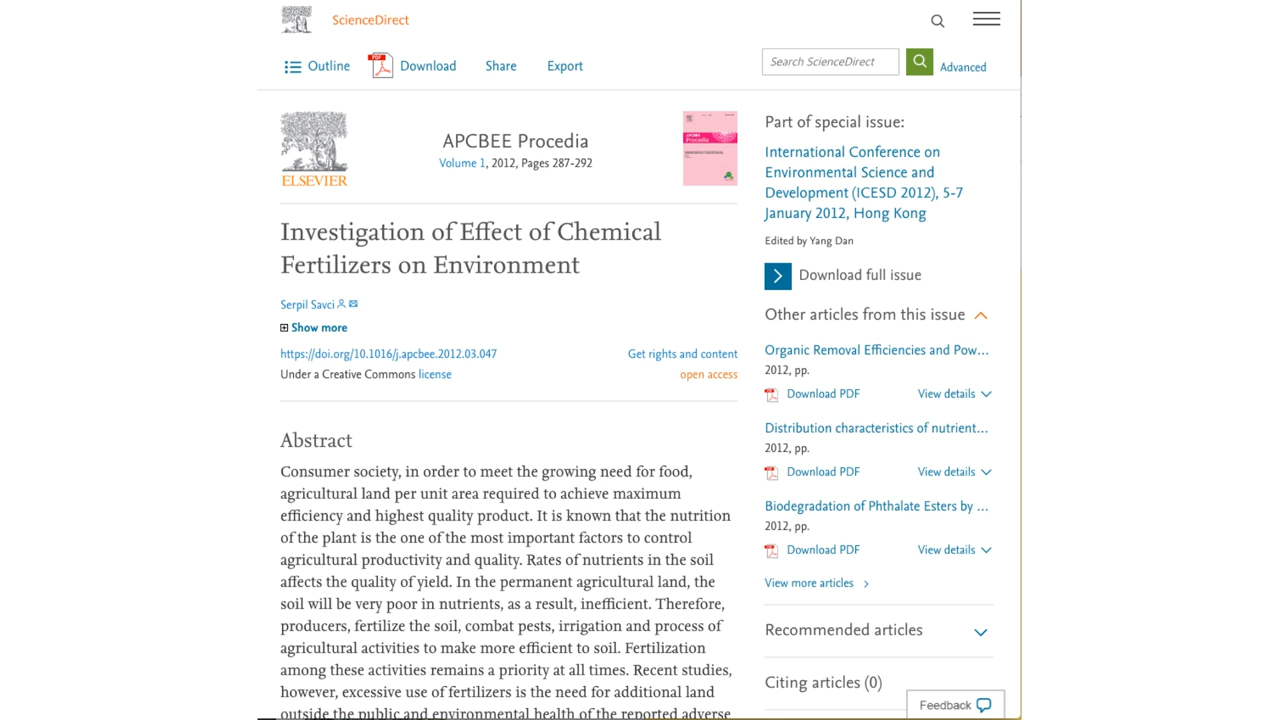 ScienceDirect
Outline
Download
Share
Export
Search ScienceDirect
Advanced
ELSEVIER
APCBEE Procedia
Volume 1, 2012, Pages 287-292
Investigation of Effect of Chemical
Fertilizers on Environment
Serpil Savci
Show more
https://doi.org/10.1016/j.apcbee.2012.03.047
Get rights and content
Under a Creative Commons license
open access
Abstract
Consumer society, in order to meet the growing need for food,
agricultural land per unit area required to achieve maximum
efficiency and highest quality product. It is known that the nutrition
of the plant is the one of the most important factors to control
agricultural productivity and quality. Rates of nutrients in the soil
affects the quality of yield. In the permanent agricultural land, the
soil will be very poor in nutrients, as a result, inefficient. Therefore,
producers, fertilize the soil, combat pests, irrigation and process of
agricultural activities to make more efficient to soil. Fertilization
among these activities remains a priority at all times. Recent studies,
however, excessive use of fertilizers is the need for additional land
outside the public and environmental health of the reported adverse
Part of special issue:
International Conference on
Environmental Science and
Development (ICESD 2012), 5-7
January 2012, Hong Kong
Edited by Yang Dan
Download full issue
Other articles from this issue
Organic Removal Efficiencies and Pow...
2012, pp.
Download PDF
View details
Distribution characteristics of nutrient...
2012, pp.
Download PDF
View details
Biodegradation of Phthalate Esters by ...
2012, pp.
Download PDF
View details
View more articles
Recommended articles
Citing articles (0)
Feedback